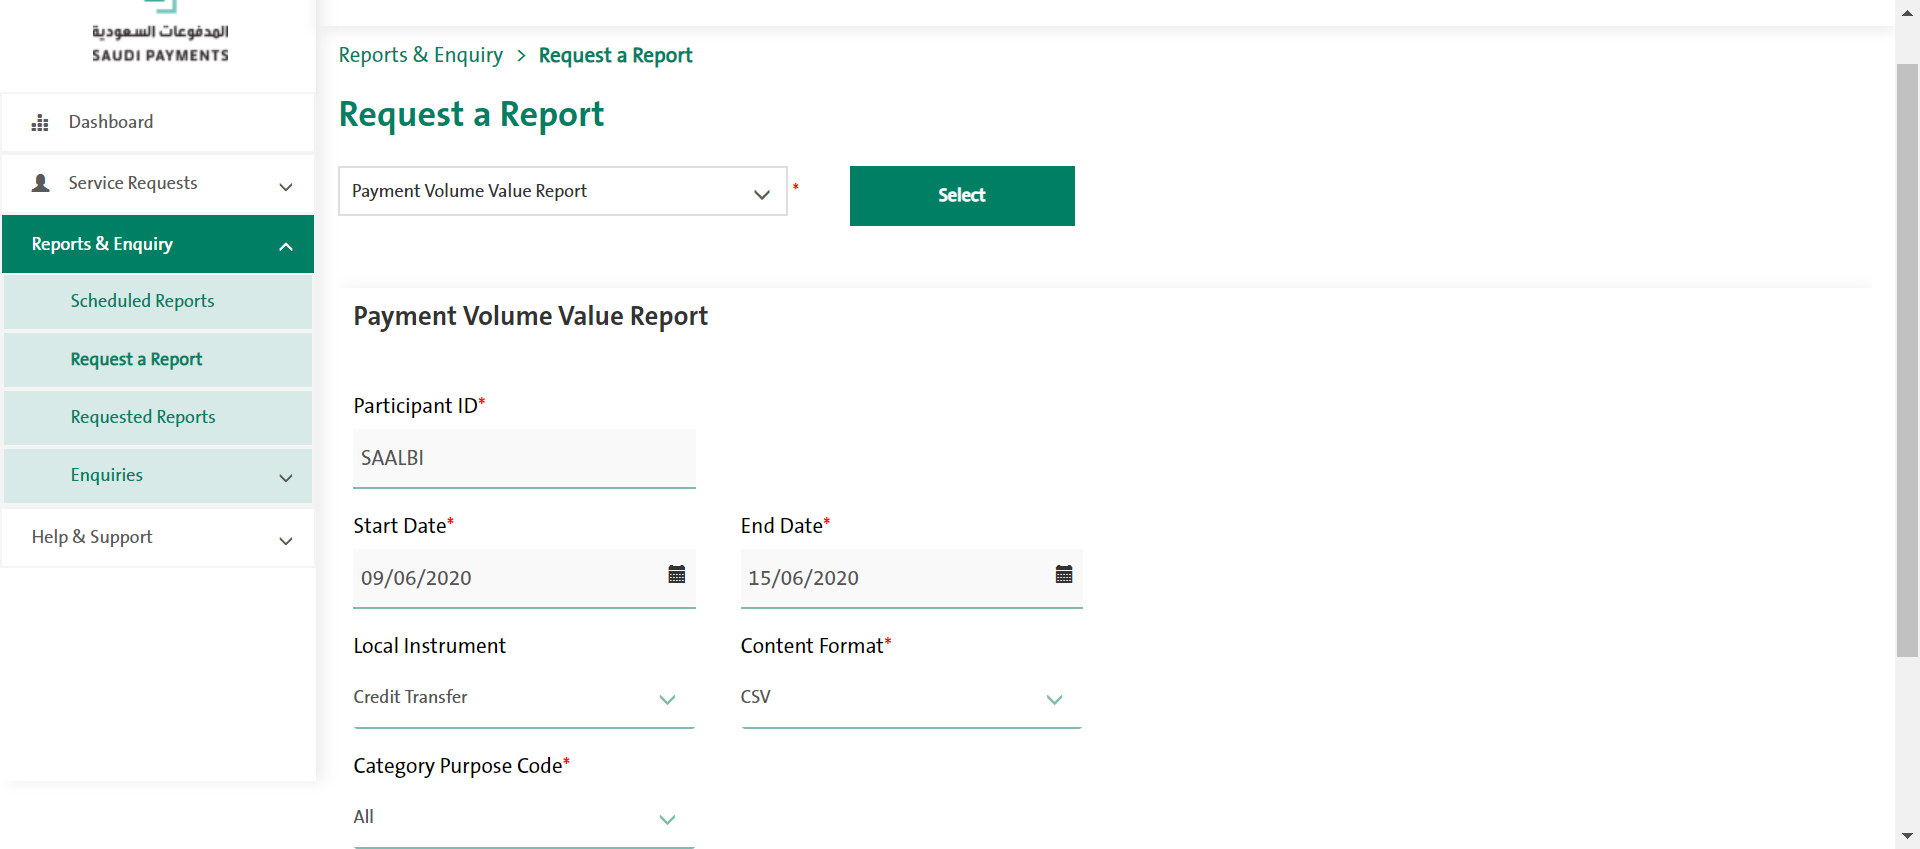 المدفوعات السعودية
SAUDI PAYMENTS
Dashboard
Service Requests
Reports & Enquiry
Scheduled Reports
Request a Report
Requested Reports
Enquiries
Help & Support
Reports & Enquiry > Request a Report
Request a Report
Payment Volume Value Report *
Select
Payment Volume Value Report
Participant ID*
SAALBI
Start Date* End Date*
09/06/2020 15/06/2020
Local Instrument Content Format*
Credit Transfer CSV
Category Purpose Code*
All